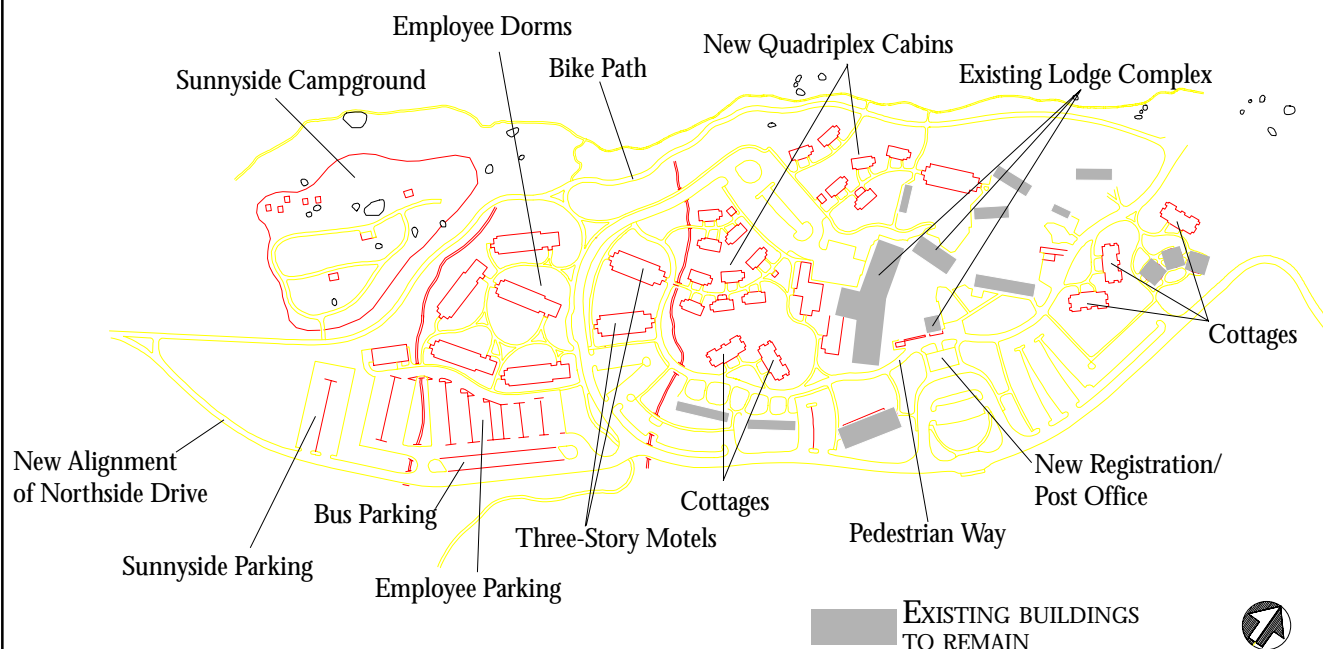 Employee Dorms
New Quadriplex Cabins
Bike Path
Existing Lodge Complex
Sunnyside Campground
Cottages
New Alignment
of Northside Drive
New Registration/
Post Office
Cottages
Bus Parking
Pedestrian Way
Three-Story Motels
Sunnyside Parking
Employee Parking
EXISTING BUILDINGS
TO REMAIN